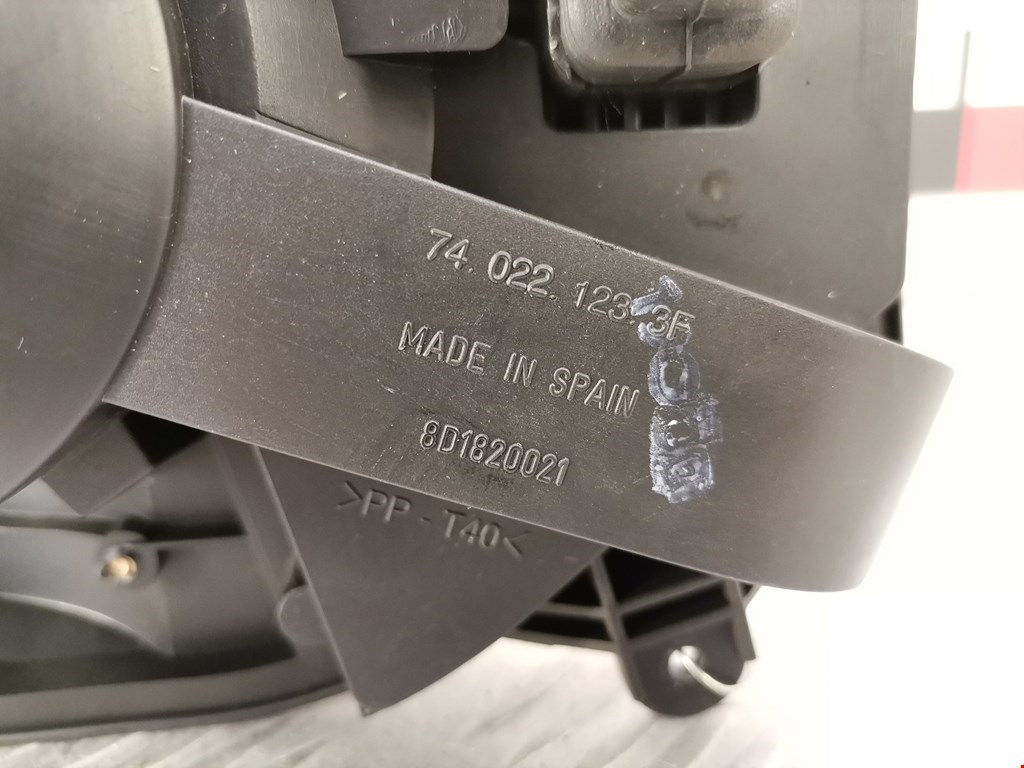 74.022.123.3F
MADE IN SPAIN
8D1820021
>PP-T40<